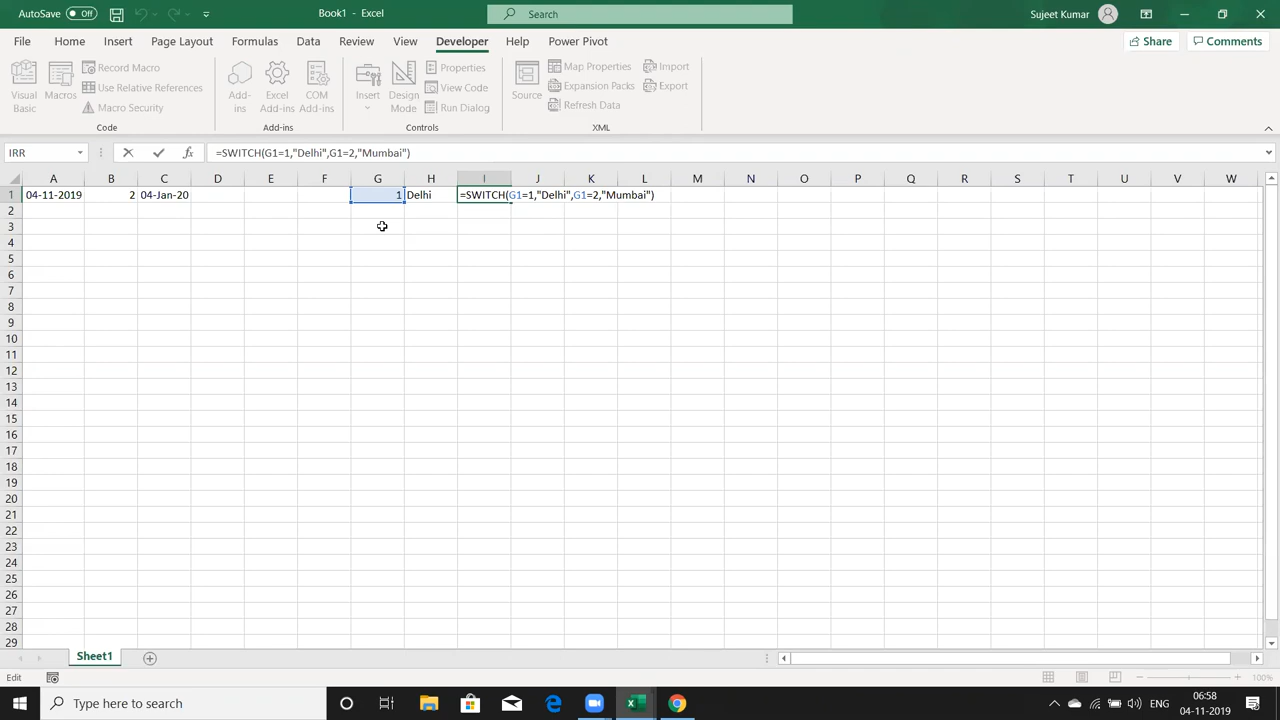 AutoSave Off Book1 - Excel Search Sujeet Kumar
File Home Insert Page Layout Formulas Data Review View Developer Help Power Pivot Share Comments
Visual Basic Macros Record Macro Use Relative References Macro Security
Add-ins Excel Add-ins COM Add-ins
Insert Design Mode Properties View Code Run Dialog
Source Map Properties Expansion Packs Refresh Data Import Export
Code Add-ins Controls XML
IRR =SWITCH(G1=1,"Delhi",G1=2,"Mumbai")
A B C D E F G H I J K L M N O P Q R S T U V W
1 04-11-2019 2 04-Jan-20 1 Delhi =SWITCH(G1=1,"Delhi",G1=2,"Mumbai")
2
3
4
5
6
7
8
9
10
11
12
13
14
15
16
17
18
19
20
21
22
23
24
25
26
27
28
29
Sheet1
Edit 100%
Type here to search ENG 06:58
04-11-2019